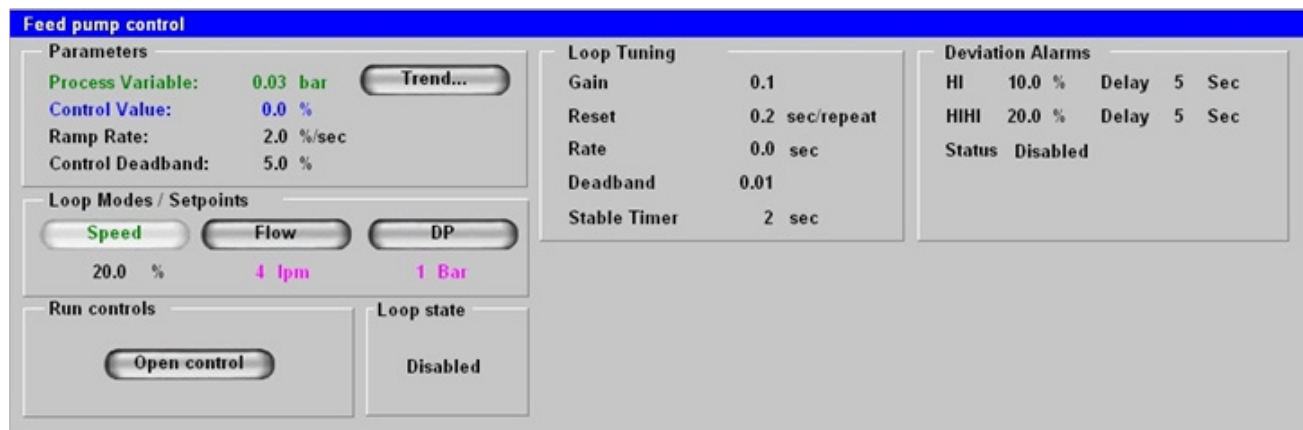 Feed pump control
Parameters
Process Variable: 0.03 bar
Trend...
Control Value: 0.0 %
Ramp Rate: 2.0 %/sec
Control Deadband: 5.0 %
Loop Modes / Setpoints
Speed Flow DP
20.0 % 4 lpm 1 Bar
Run controls
Open control
Loop state
Disabled
Loop Tuning
Gain 0.1
Reset 0.2 sec/repeat
Rate 0.0 sec
Deadband 0.01
Stable Timer 2 sec
Deviation Alarms
HI 10.0 % Delay 5 Sec
HIHI 20.0 % Delay 5 Sec
Status Disabled